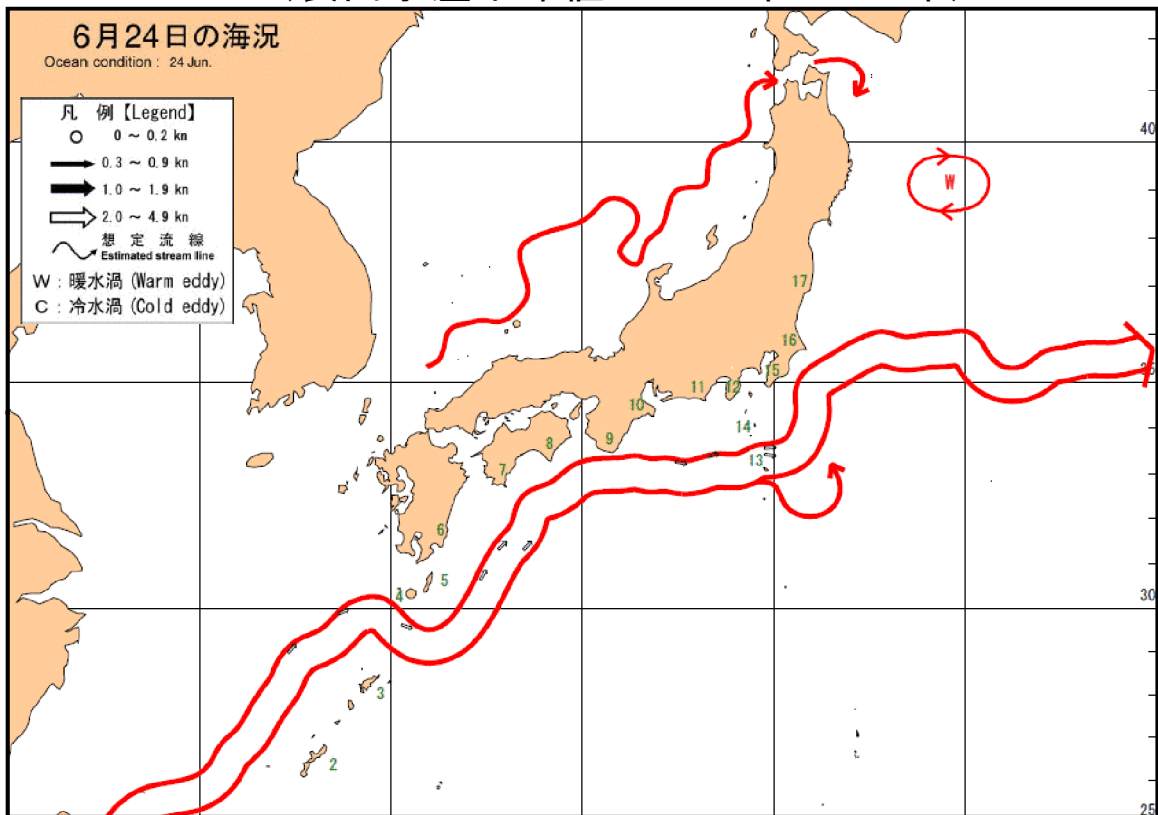 6月24日の海況
Ocean condition : 24 Jun.
凡 例【Legend】
0 ～ 0.2 kn
0.3 ～ 0.9 kn
1.0 ～ 1.9 kn
2.0 ～ 4.9 kn
想 定 流 線
Estimated stream line
W : 暖水渦 (Warm eddy)
C : 冷水渦 (Cold eddy)
40
W
17
16
35
15
12
11
10
14
9
8
13
7
6
5
4
30
3
2
25